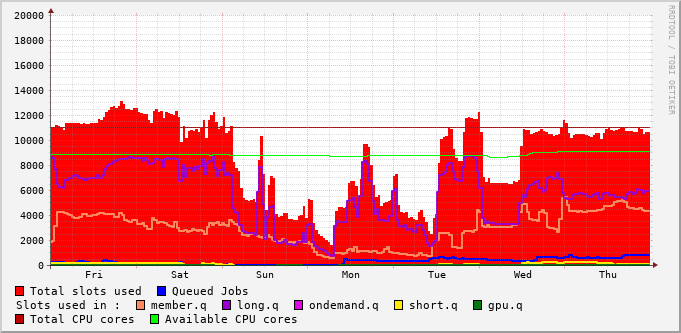 20000
18000
16000
14000
12000
10000
8000
6000
4000
2000
0
Fri Sat Sun Mon Tue Wed Thu
RRDTOOL / TOBI OETIKER
Total slots used Queued Jobs
Slots used in : member.q long.q ondemand.q short.q gpu.q
Total CPU cores Available CPU cores